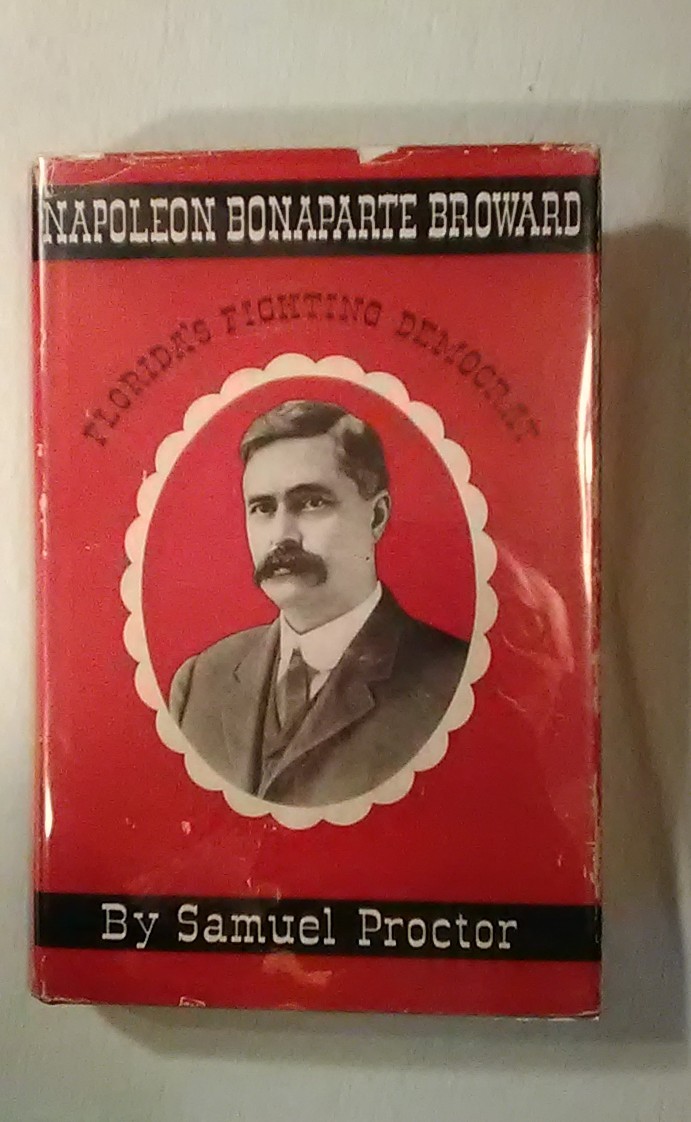 NAPOLEON BONAPARTE BROWARD
FLORIDA'S FIGHTING DEMOCRAT
By Samuel Proctor